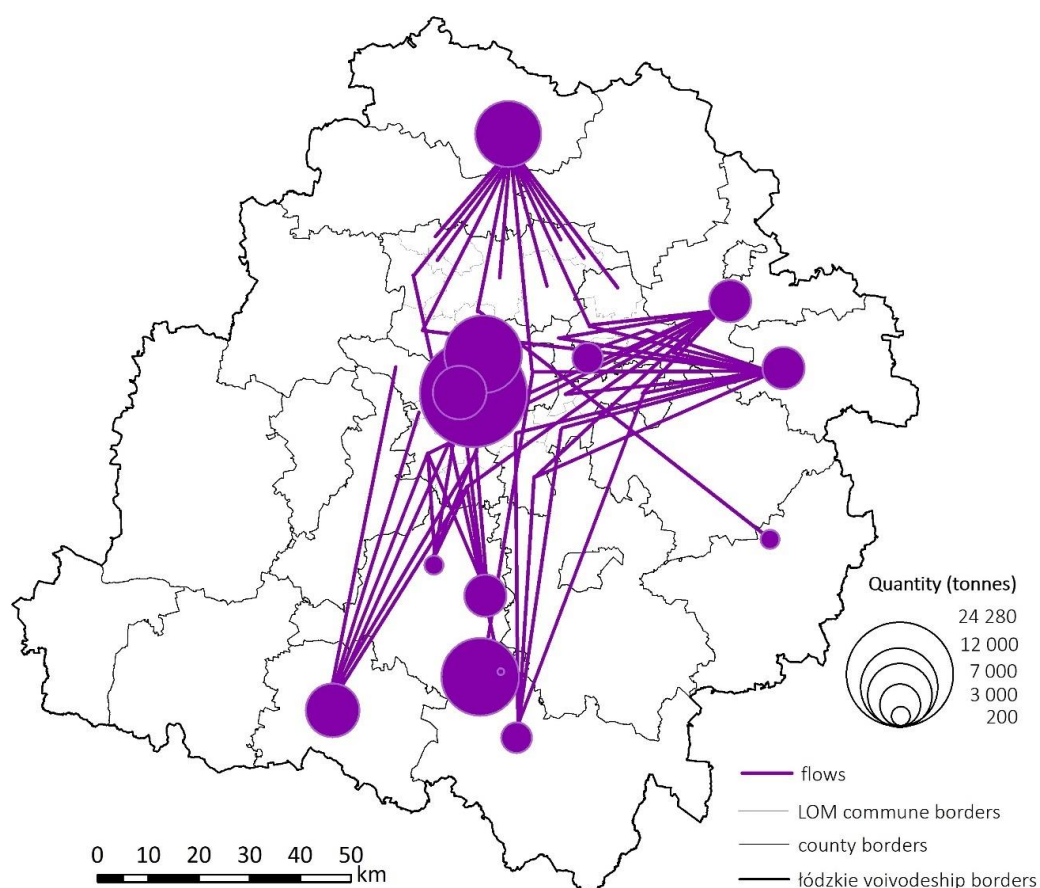 Quantity (tonnes)
24 280
12 000
7 000
3 000
200
flows
LOM commune borders
county borders
łódzkie voivodeship borders
0 10 20 30 40 50
km